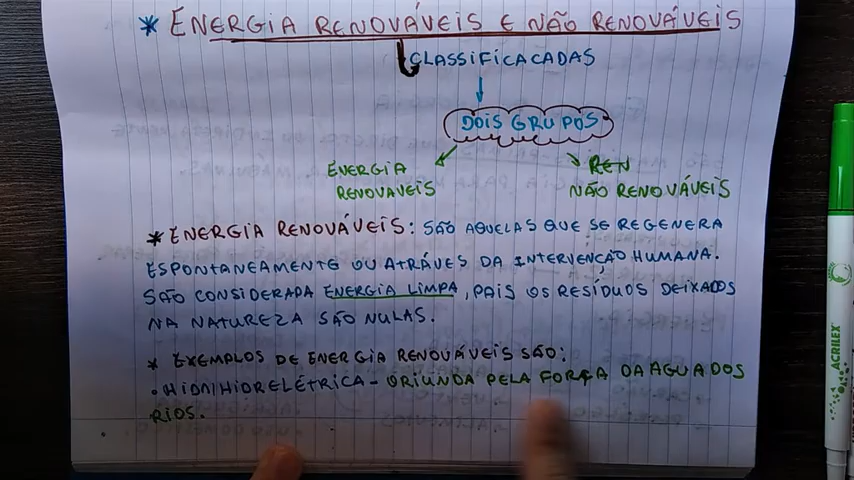 * ENERGIA RENOVÁVEIS E NÃO RENOVÁVEIS
CLASSIFICACADAS
DOIS GRUPOS
ENERGIA
RENOVAVEIS
REN
NÃO RENOVÁVEIS
* ENERGIA RENOVÁVEIS: SÃO AQUELAS QUE SE REGENERA
ESPONTANEAMENTE OU ATRÁVES DA INTERVENÇÃO HUMANA.
SÃO CONSIDERADA ENERGIA LIMPA, PAIS OS RESÍDUOS DEIXADOS
NA NATUREZA SÃO NULAS.
* EXEMPLOS DE ENERGIA RENOVÁVEIS SÃO:
• HIDRELÉTRICA - ORIUNDA PELA FORÇA DA AGUA DOS
RIOS.
ACRILEX